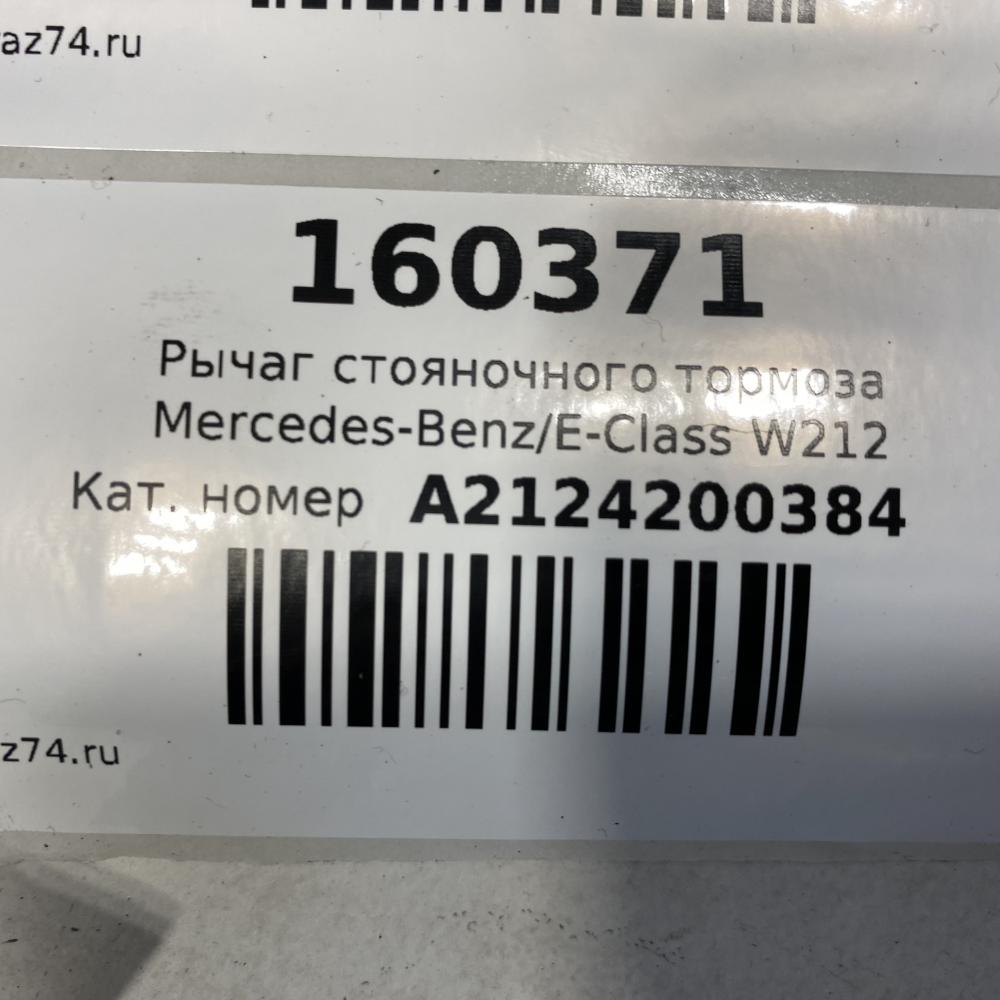 az74.ru
160371
Рычаг стояночного тормоза
Mercedes-Benz/E-Class W212
Кат. номер A2124200384
z74.ru